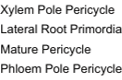 Xylem Pole Pericycle
Lateral Root Primordia
Mature Pericycle
Phloem Pole Pericycle